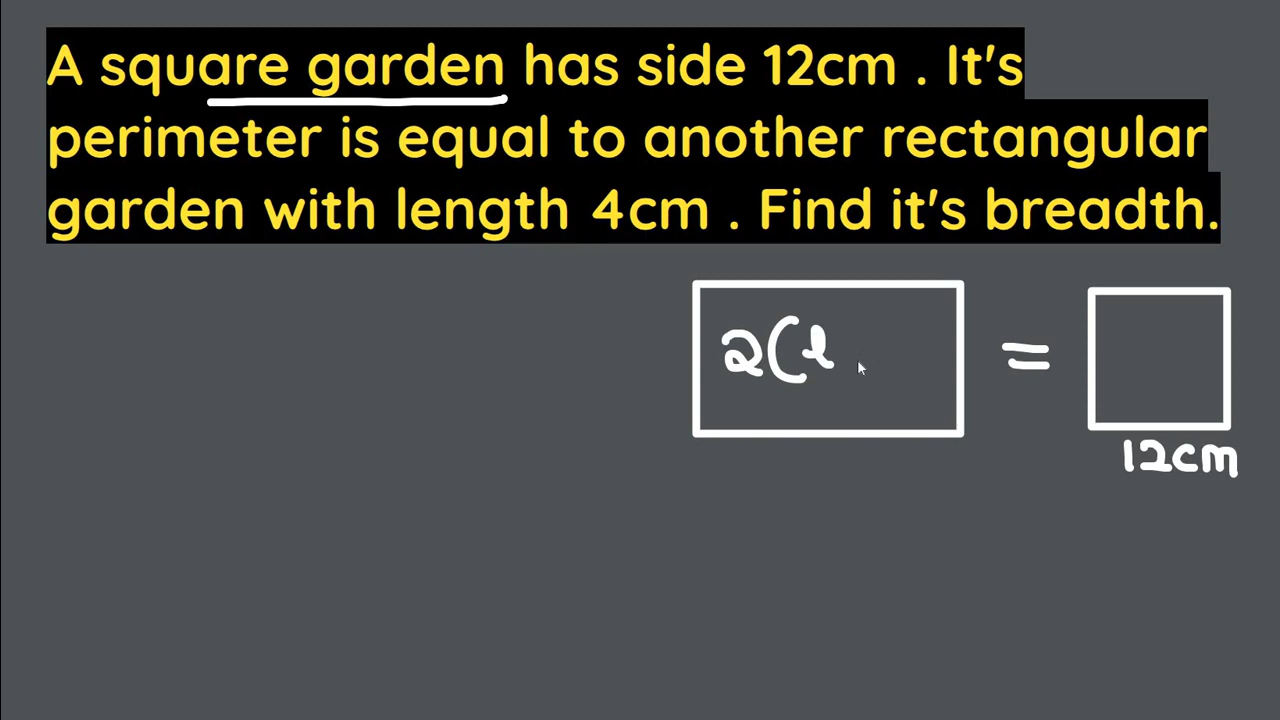 A square garden has side 12cm . It's
perimeter is equal to another rectangular
garden with length 4cm . Find it's breadth.
2(l =
12cm